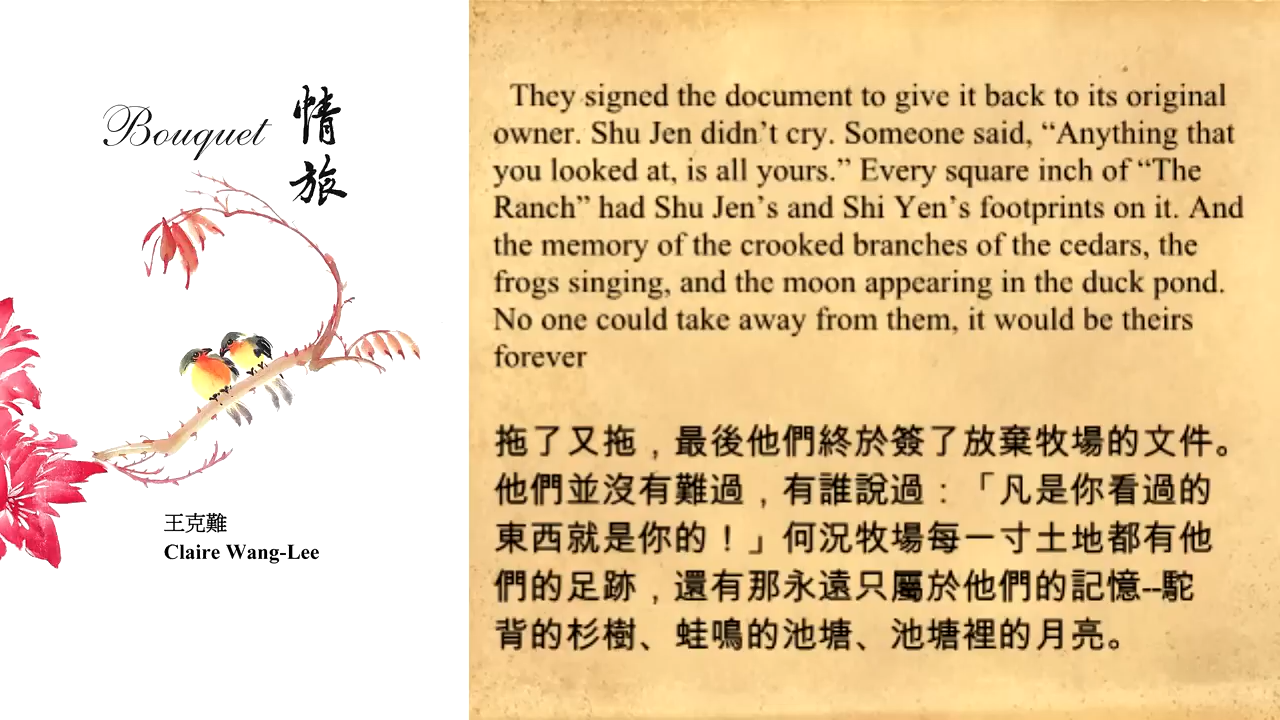 Bouquet
情旅
王克難
Claire Wang-Lee
They signed the document to give it back to its original
owner. Shu Jen didn’t cry. Someone said, “Anything that
you looked at, is all yours.” Every square inch of “The
Ranch” had Shu Jen’s and Shi Yen’s footprints on it. And
the memory of the crooked branches of the cedars, the
frogs singing, and the moon appearing in the duck pond.
No one could take away from them, it would be theirs
forever
拖了又拖，最後他們終於簽了放棄牧場的文件。
他們並沒有難過，有誰說過：「凡是你看過的
東西就是你的！」何況牧場每一寸土地都有他
們的足跡，還有那永遠只屬於他們的記憶--駝
背的杉樹、蛙鳴的池塘、池塘裡的月亮。